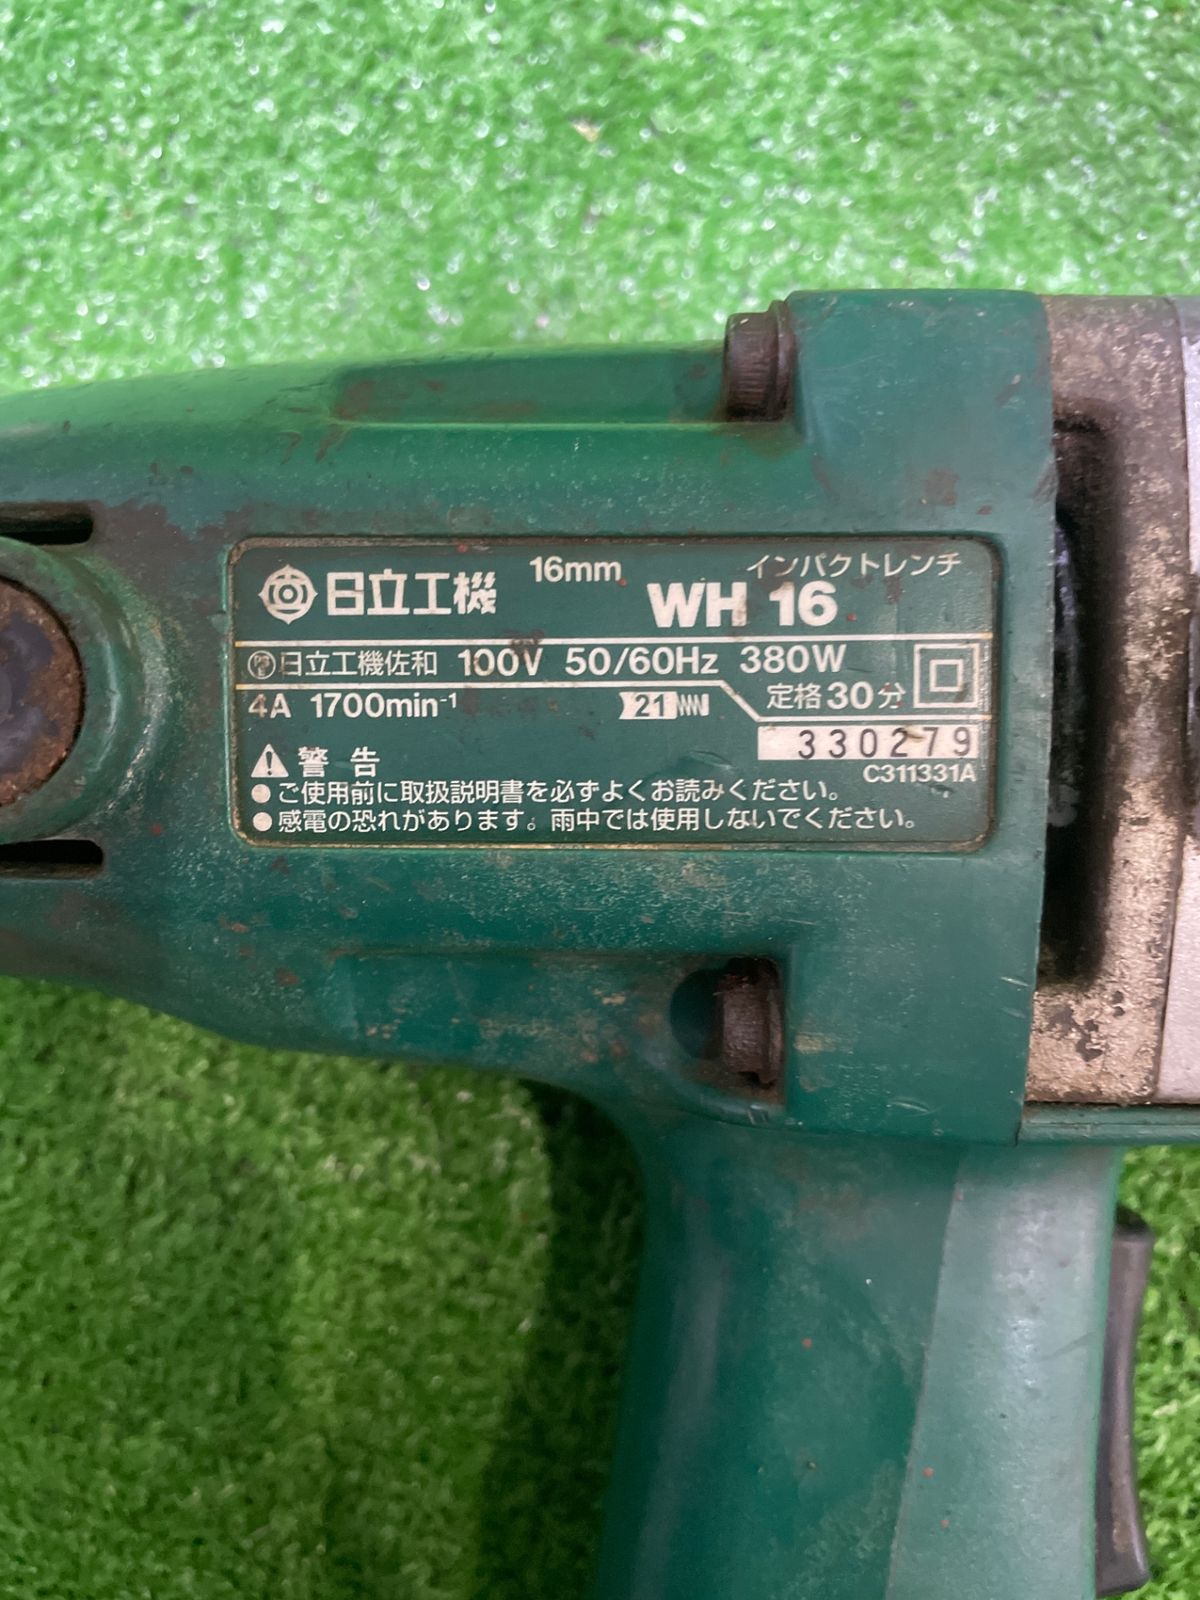 日立工機 16mm インパクトレンチ
WH 16
日立工機佐和 100V 50/60Hz 380W
4A 1700min⁻¹ 21 定格30分
330279
C311331A
警告
●ご使用前に取扱説明書を必ずよくお読みください。
●感電の恐れがあります。雨中では使用しないでください。